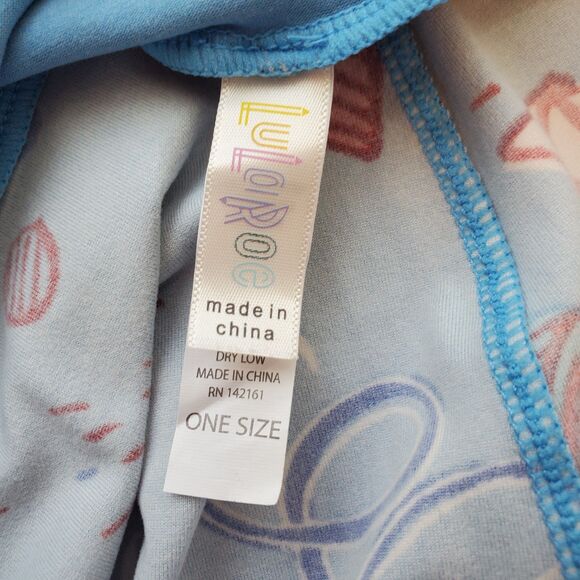 LuLaRoe
made in
china
DRY LOW
MADE IN CHINA
RN 142161
ONE SIZE